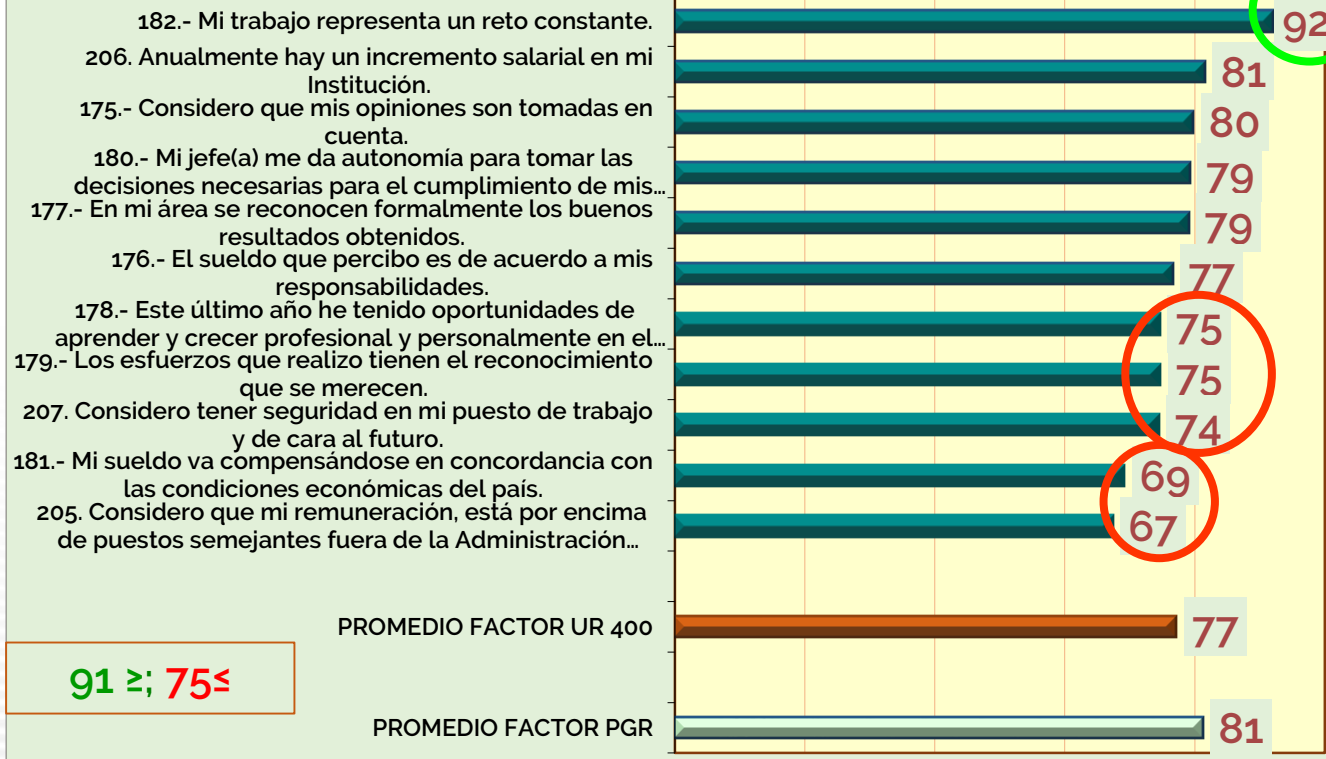 182.- Mi trabajo representa un reto constante.
92
206. Anualmente hay un incremento salarial en mi
Institución.
81
175.- Considero que mis opiniones son tomadas en
cuenta.
80
180.- Mi jefe(a) me da autonomía para tomar las
decisiones necesarias para el cumplimiento de mis...
79
177.- En mi área se reconocen formalmente los buenos
resultados obtenidos.
79
176.- El sueldo que percibo es de acuerdo a mis
responsabilidades.
77
178.- Este último año he tenido oportunidades de
aprender y crecer profesional y personalmente en el...
75
179.- Los esfuerzos que realizo tienen el reconocimiento
que se merecen.
75
207. Considero tener seguridad en mi puesto de trabajo
y de cara al futuro.
74
181.- Mi sueldo va compensándose en concordancia con
las condiciones económicas del país.
69
205. Considero que mi remuneración, está por encima
de puestos semejantes fuera de la Administración...
67
PROMEDIO FACTOR UR 400
77
91 ≥; 75≤
PROMEDIO FACTOR PGR
81